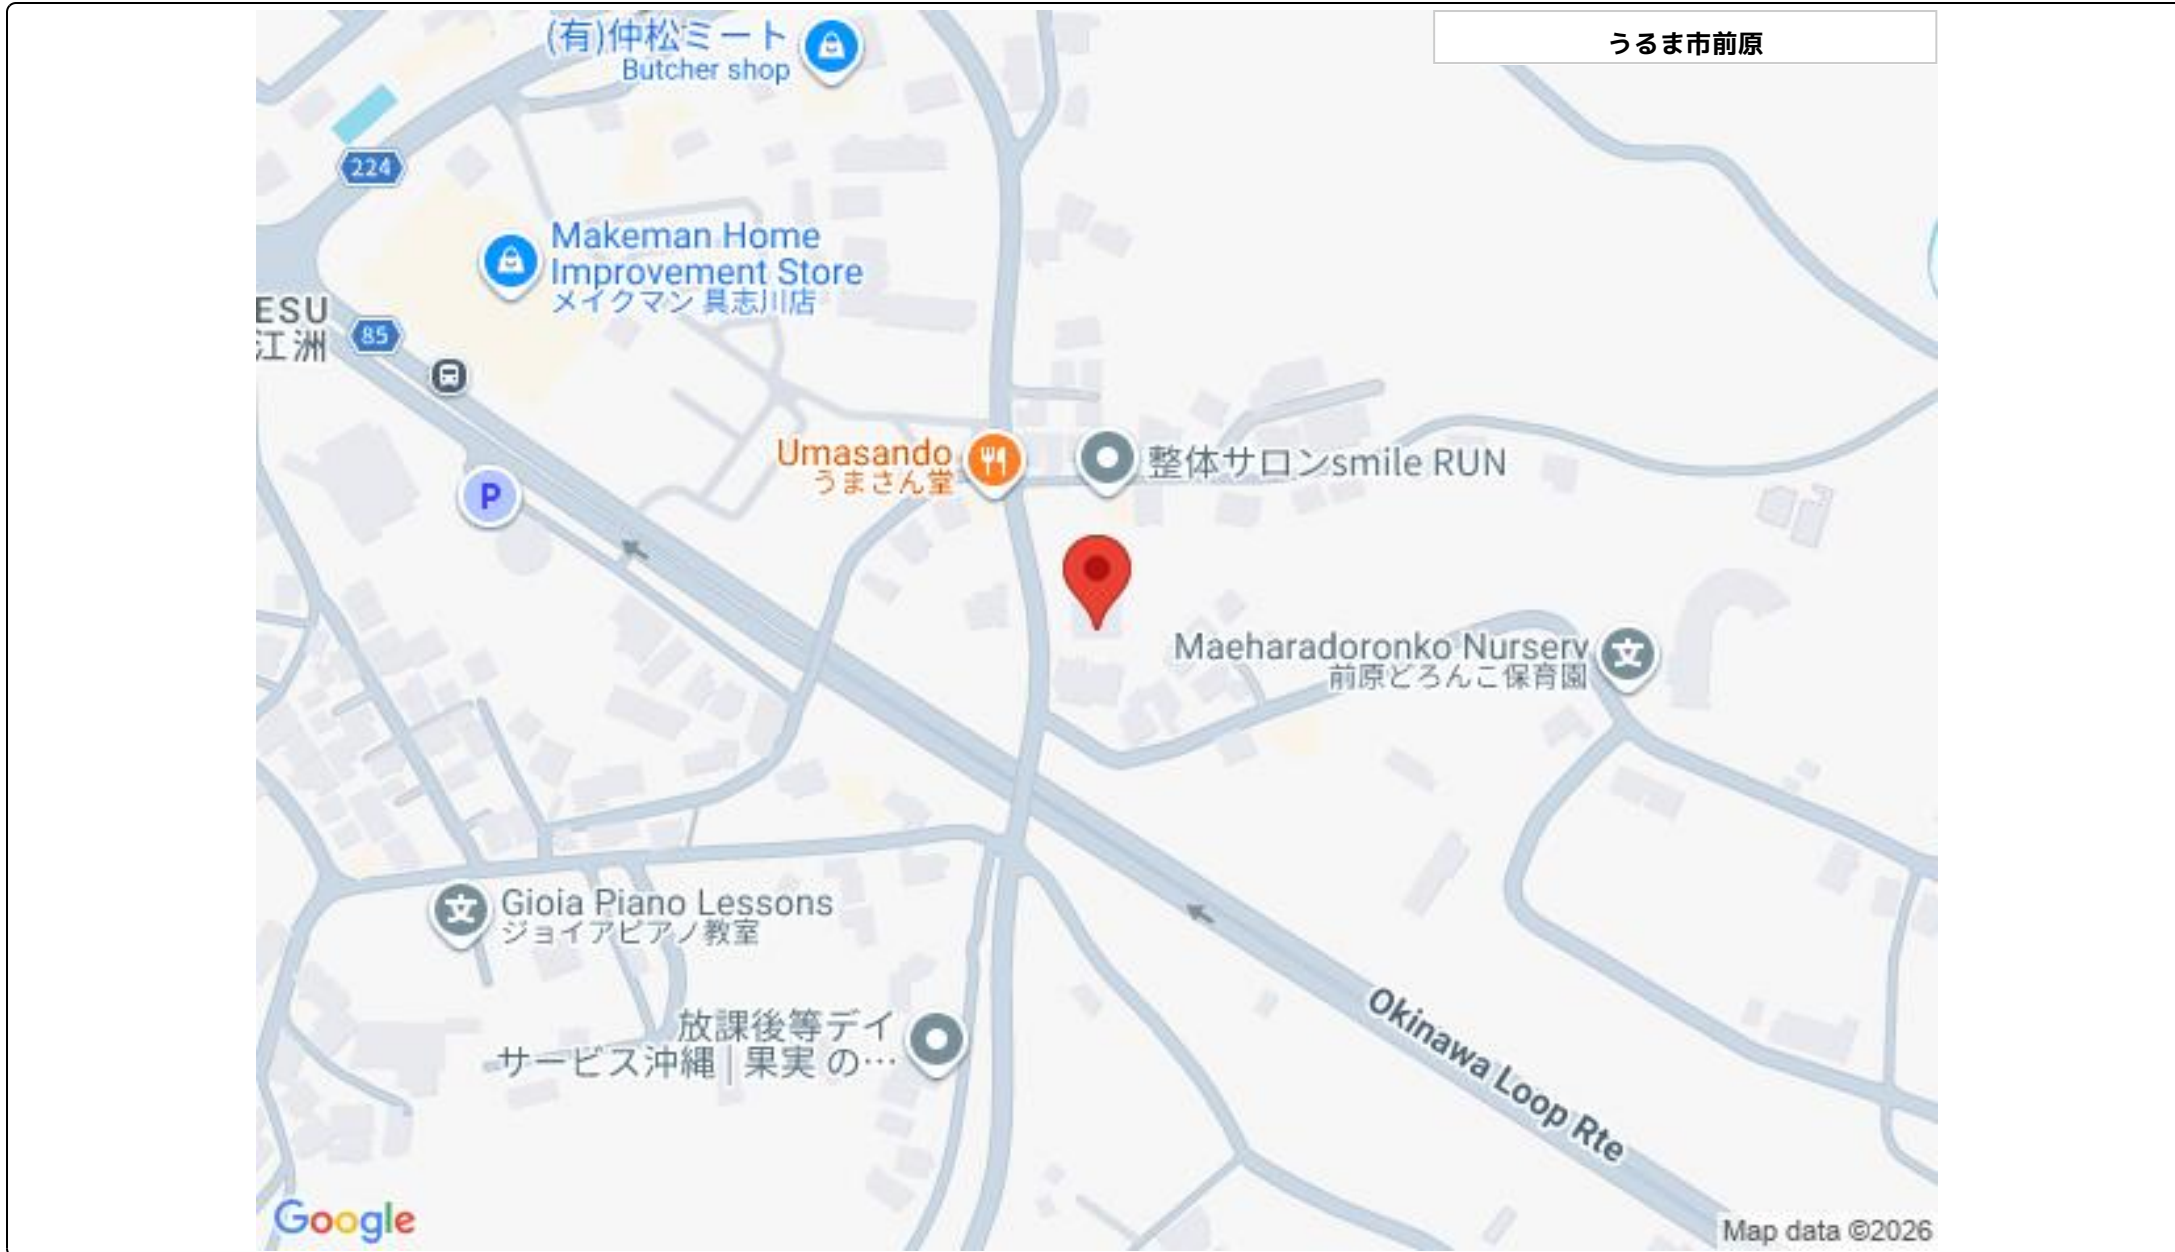 (有)仲松ミート
Butcher shop
うるま市前原
224
Makeman Home
Improvement Store
メイクマン 具志川店
ESU
江洲
85
Umasando
うまさん堂
整体サロンsmile RUN
P
Maeharadoronko Nursery
前原どろんこ保育園
文
Gioia Piano Lessons
ジョイアピアノ教室
文
放課後等デイ
サービス沖縄 | 果実 の…
Okinawa Loop Rte
Google
Map data ©2026